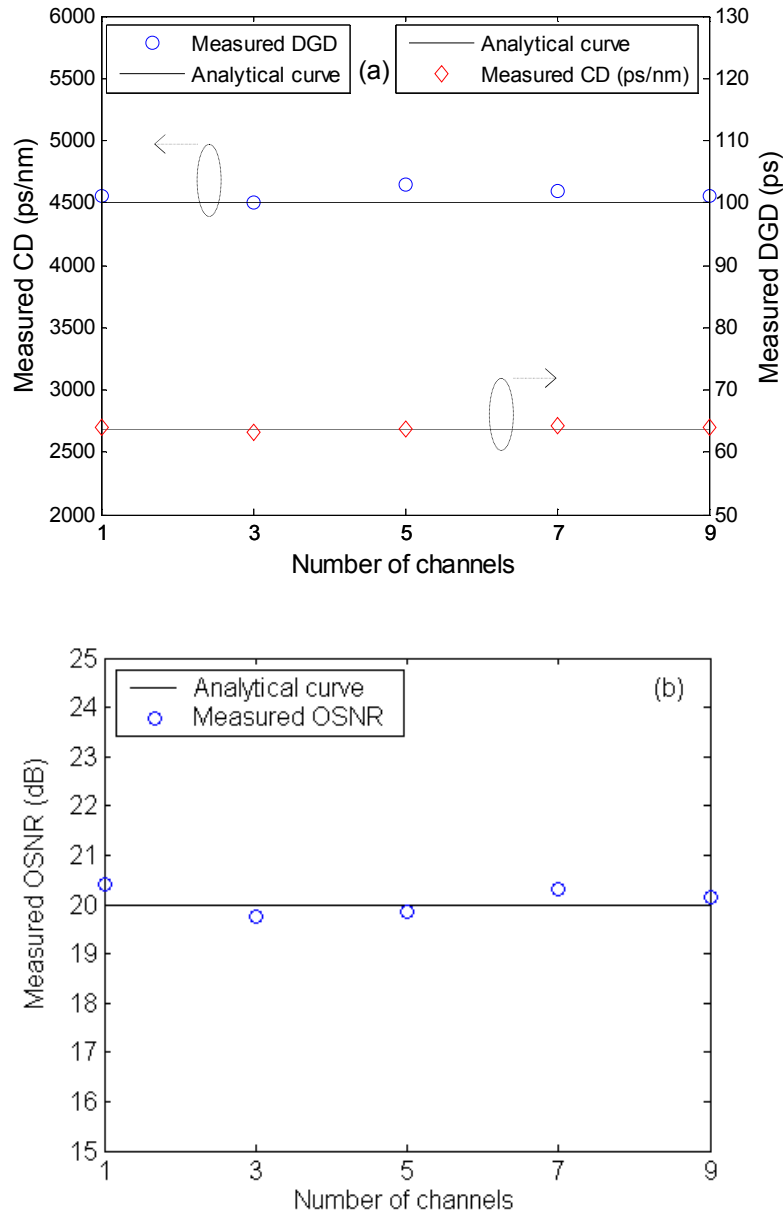 6000
5500
5000
4500
4000
3500
3000
2500
2000
Measured CD (ps/nm)
Measured DGD
Analytical curve
(a)
Analytical curve
Measured CD (ps/nm)
130
120
110
100
90
80
70
60
50
Measured DGD (ps)
1 3 5 7 9
Number of channels
25
24
23
22
21
20
19
18
17
16
15
Measured OSNR (dB)
Analytical curve
Measured OSNR
(b)
1 3 5 7 9
Number of channels